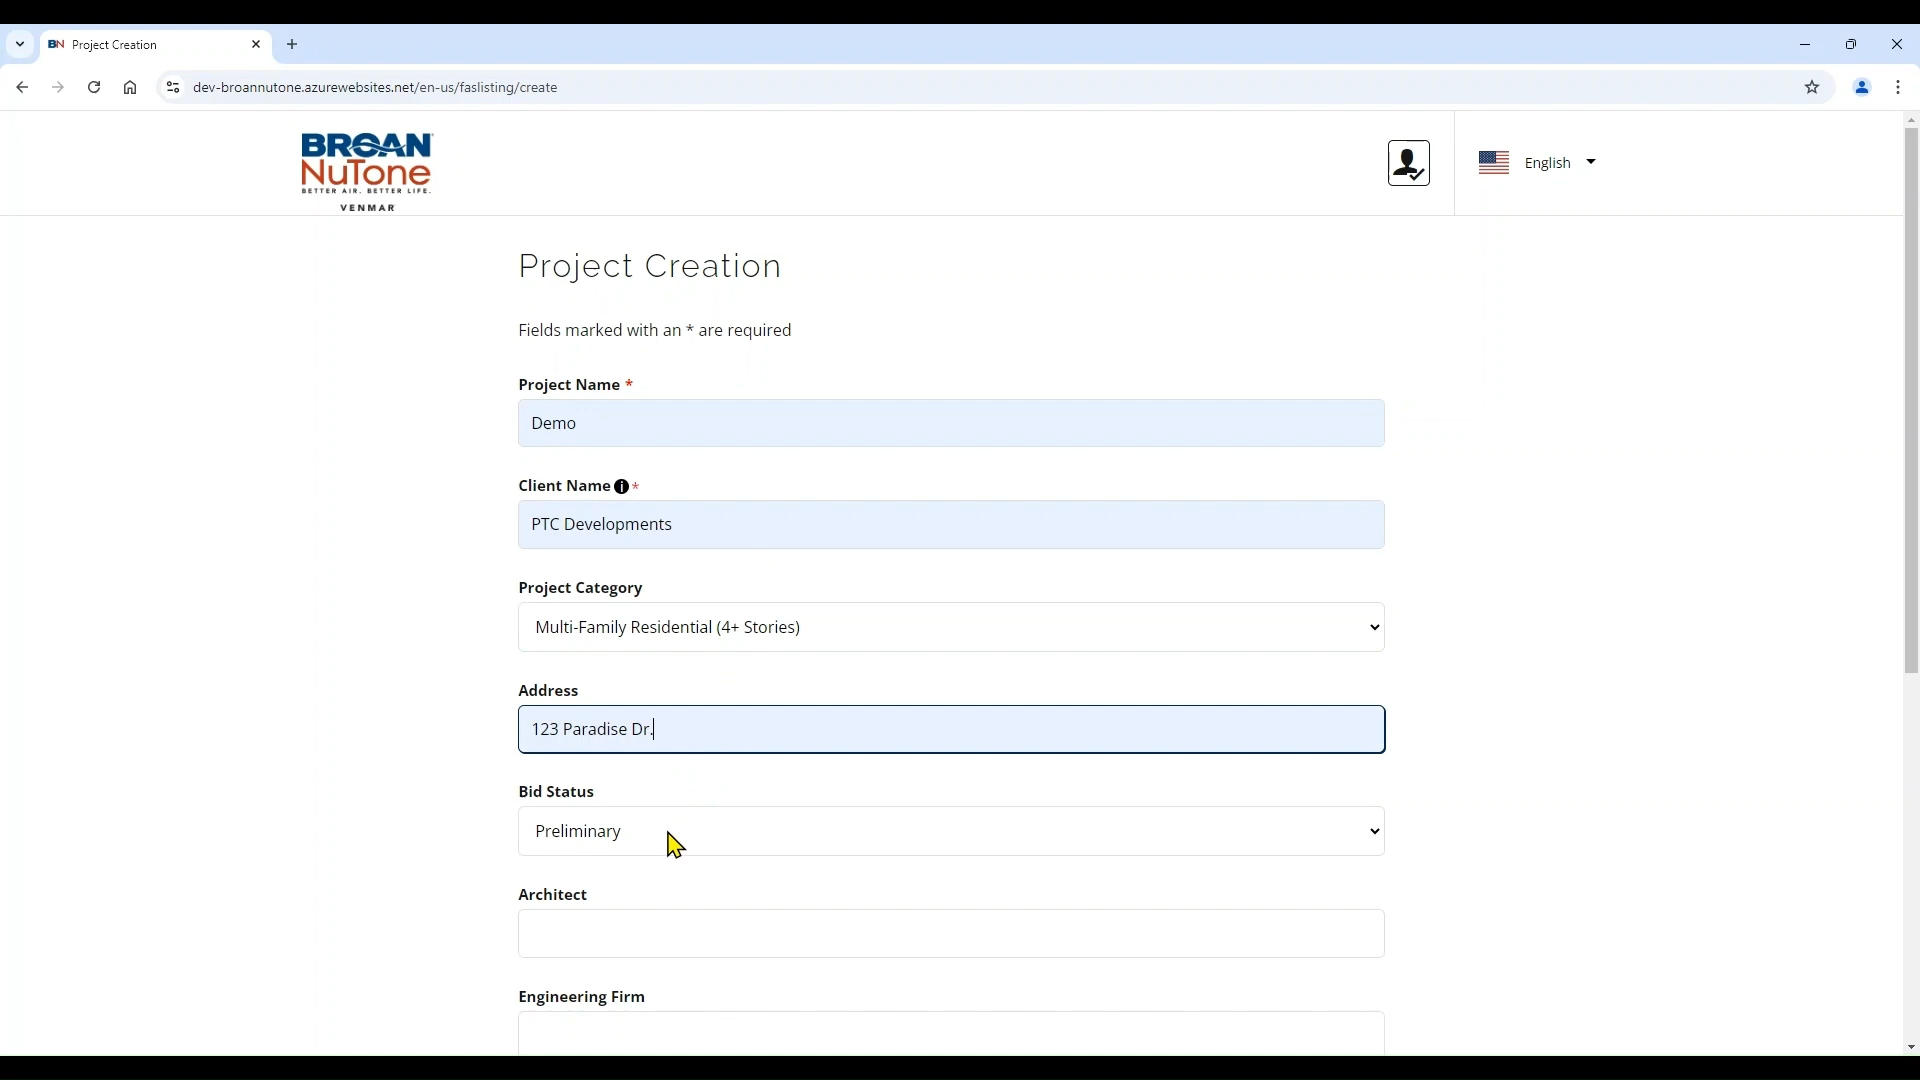 BN Project Creation
dev-broannutone.azurewebsites.net/en-us/faslisting/create
BROAN
NuTone
BETTER AIR. BETTER LIFE.
VENMAR
English
Project Creation
Fields marked with an * are required
Project Name *
Demo
Client Name i *
PTC Developments
Project Category
Multi-Family Residential (4+ Stories)
Address
123 Paradise Dr.
Bid Status
Preliminary
Architect
Engineering Firm